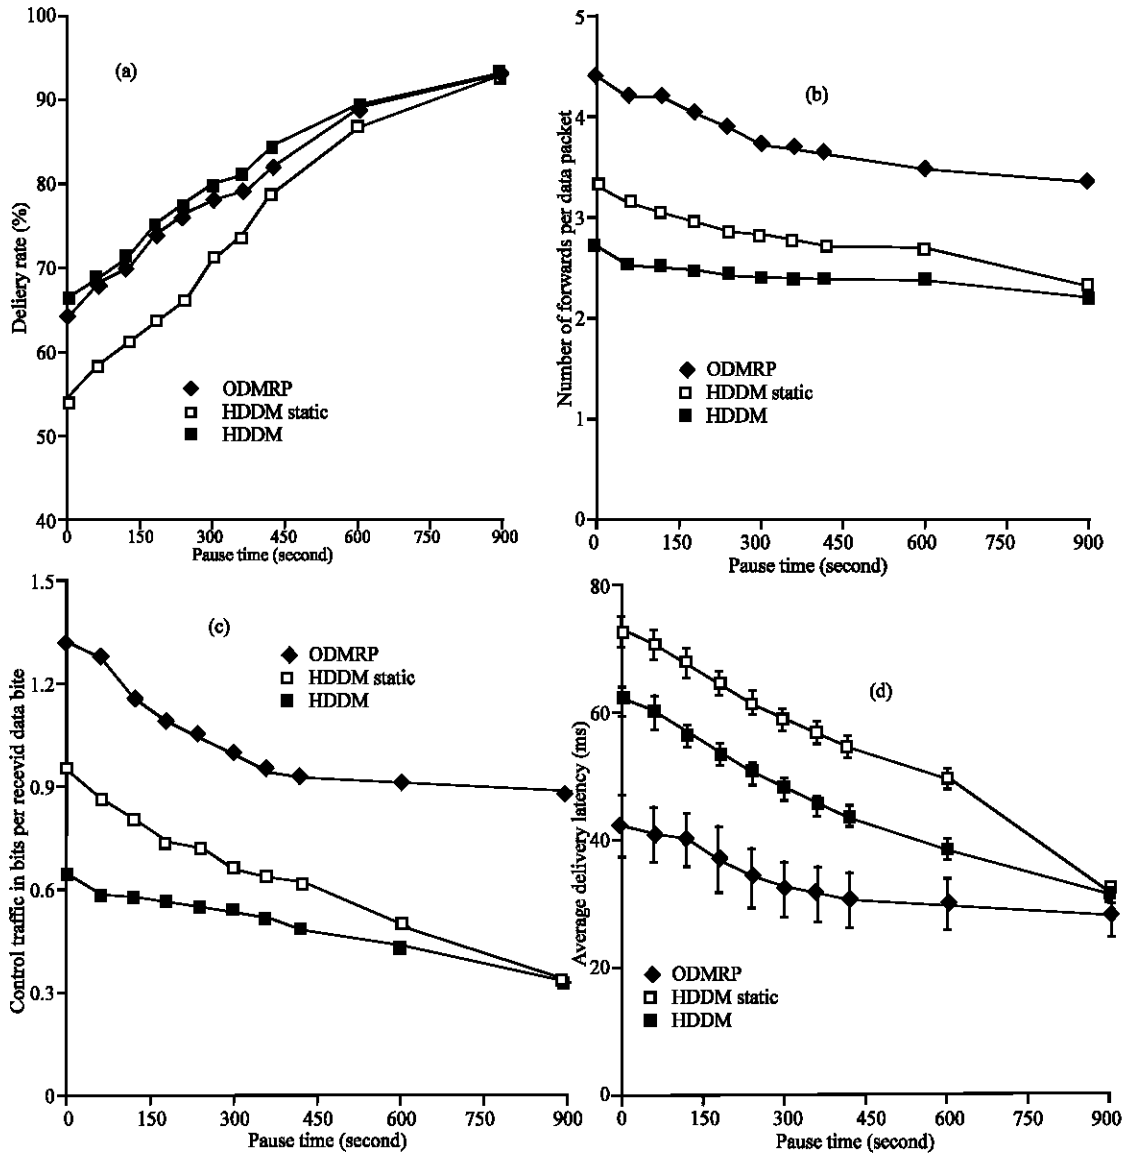 (a)
Deliery rate (%)
100
90
80
70
60
50
40
ODMRP
HDDM static
HDDM
0 150 300 450 600 750 900
Pause time (second)
(b)
Number of forwards per data packet
5
4
3
2
1
0
ODMRP
HDDM static
HDDM
0 150 300 450 600 750 900
Pause time (second)
(c)
Control traffic in bits per recevid data bite
1.5
1.2
0.9
0.6
0.3
0
ODMRP
HDDM static
HDDM
0 150 300 450 600 750 900
Pause time (second)
(d)
Average delivery latency (ms)
80
60
40
20
0
ODMRP
HDDM static
HDDM
0 150 300 450 600 750 900
Pause time (second)